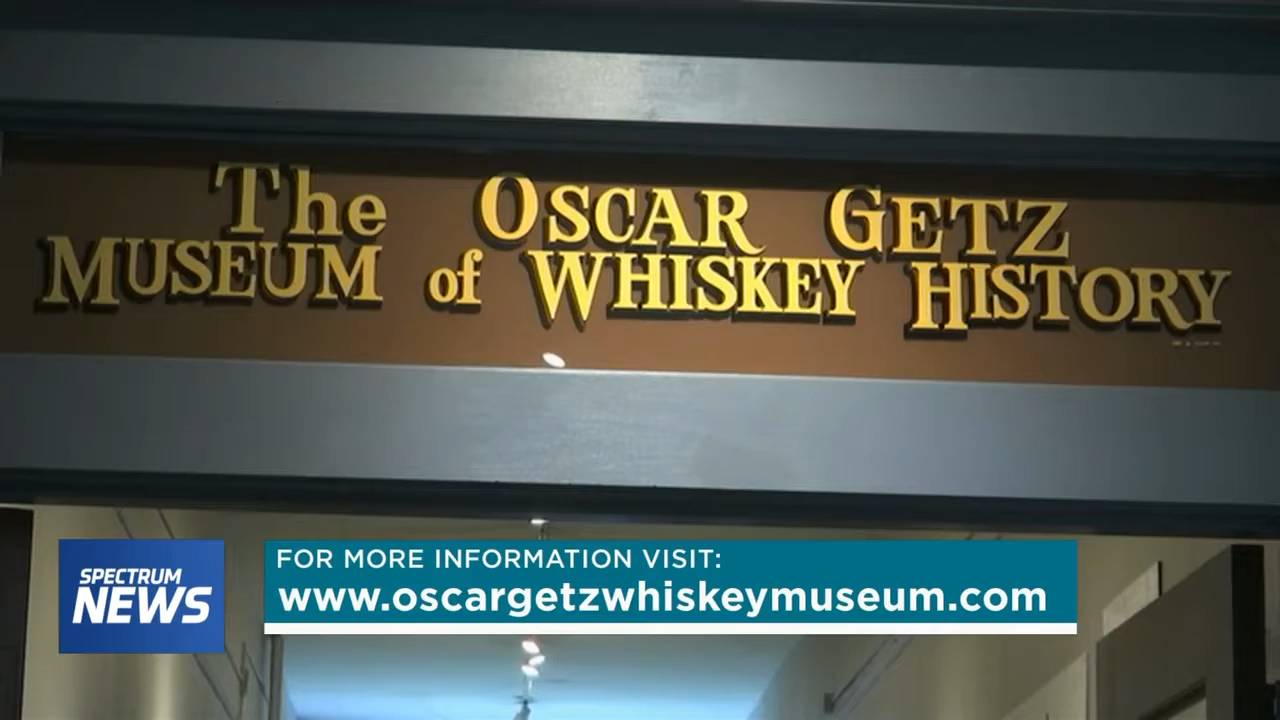 The OSCAR GETZ
MUSEUM of WHISKEY HISTORY
SPECTRUM
NEWS
FOR MORE INFORMATION VISIT:
www.oscargetzwhiskeymuseum.com